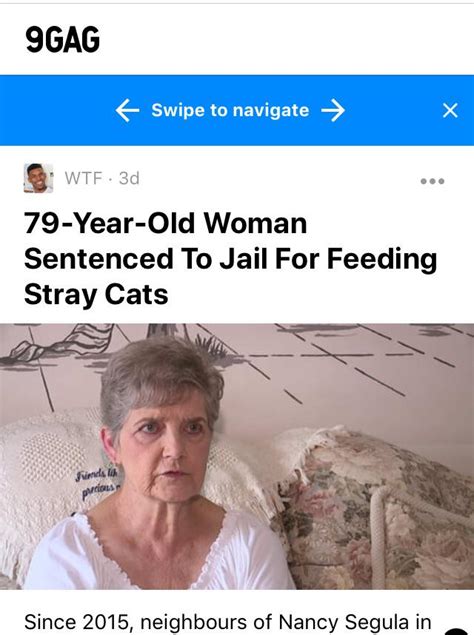 9GAG
← Swipe to navigate → ×
WTF · 3d •••
79-Year-Old Woman
Sentenced To Jail For Feeding
Stray Cats
Friends, lik
precious
Since 2015, neighbours of Nancy Segula in